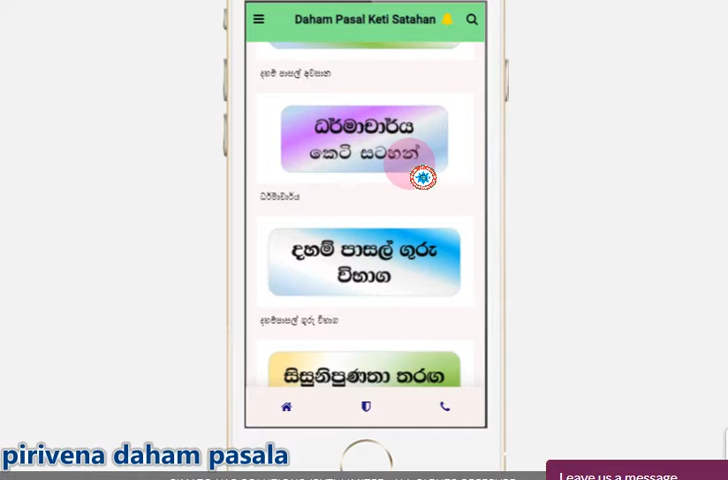 Daham Pasal Keti Satahan
දහම් පාසල් අවසාන
ධර්මාචාර්ය
කෙටි සටහන්
ධර්මාචාර්ය
දහම් පාසල් ගුරු
විභාග
දහම්පාසල් ගුරු විභාග
සිසුනිපුණතා තරඟ
pirivena daham pasala
Leave us a message